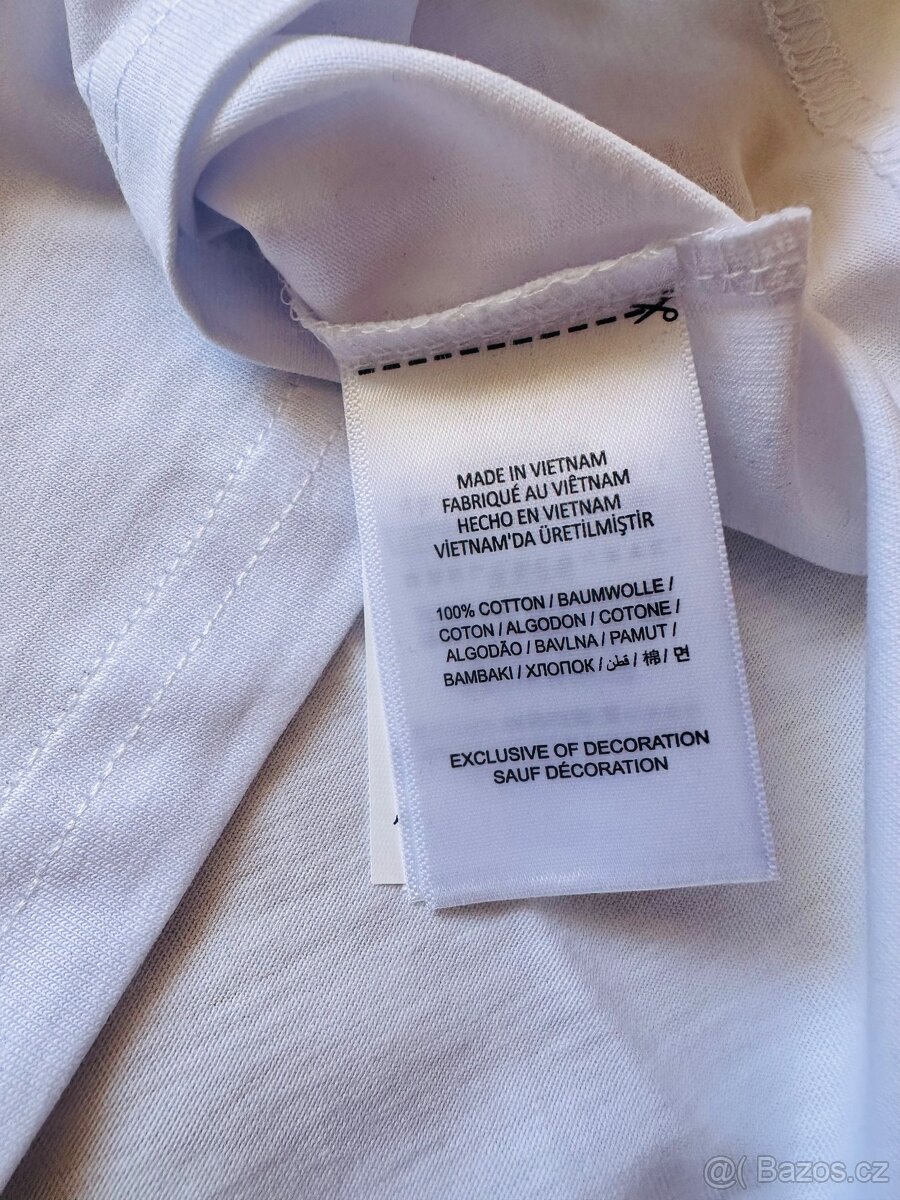 MADE IN VIETNAM
FABRIQUÉ AU VIÊTNAM
HECHO EN VIETNAM
VİETNAM'DA ÜRETİLMİŞTİR
100% COTTON / BAUMWOLLE /
COTON / ALGODON / COTONE /
ALGODÃO / BAVLNA / PAMUT /
BAMBAKI / ХЛОПОК / قطن / 棉 / 면
EXCLUSIVE OF DECORATION
SAUF DÉCORATION
@( Bazos.cz